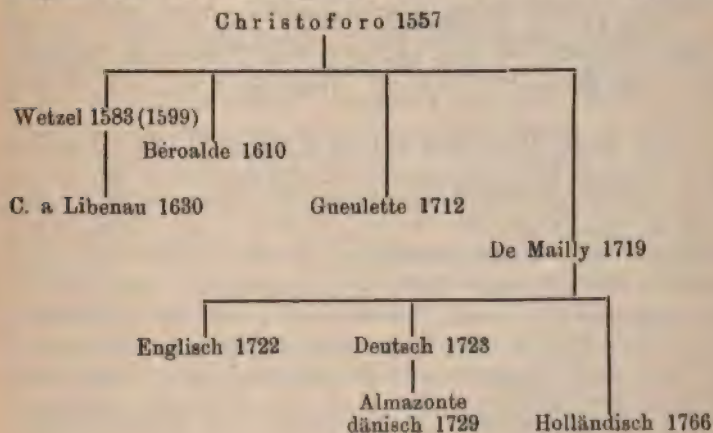 Christoforo 1557
Wetzel 1583 (1599)
Béroalde 1610
C. a Libenau 1630
Gueulette 1712
De Mailly 1719
Englisch 1722
Deutsch 1723
Almazonte
dänisch 1729
Holländisch 1766